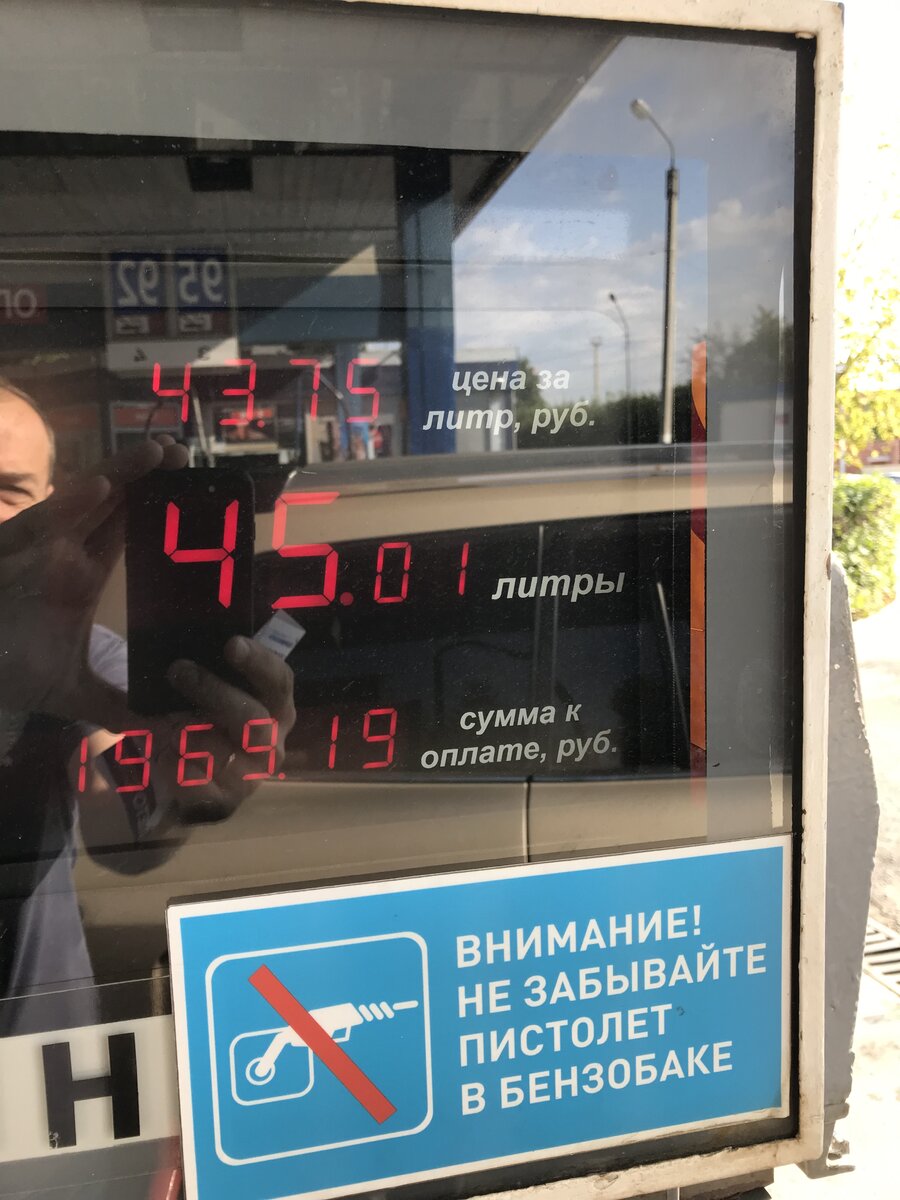 95 92
ОП
43.75 цена за
литр, руб.
45.01 литры
1969.19 сумма к
оплате, руб.
ВНИМАНИЕ!
НЕ ЗАБЫВАЙТЕ
ПИСТОЛЕТ
В БЕНЗОБАКЕ
Н